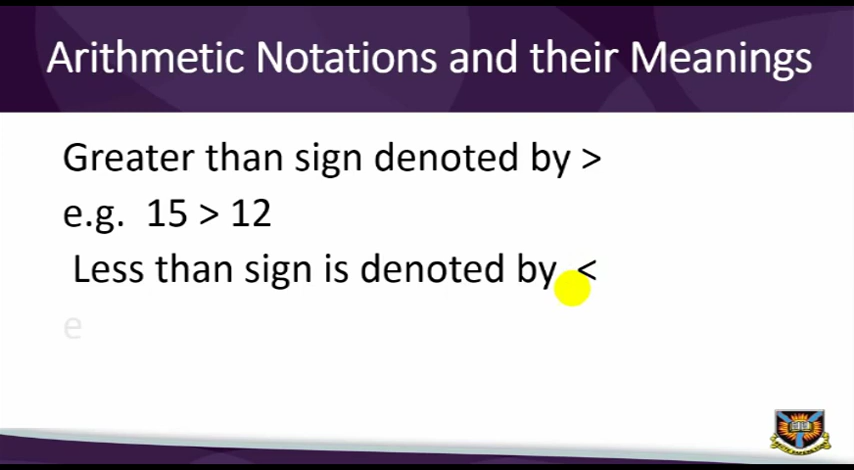 Arithmetic Notations and their Meanings
Greater than sign denoted by >
e.g. 15 > 12
Less than sign is denoted by <
e